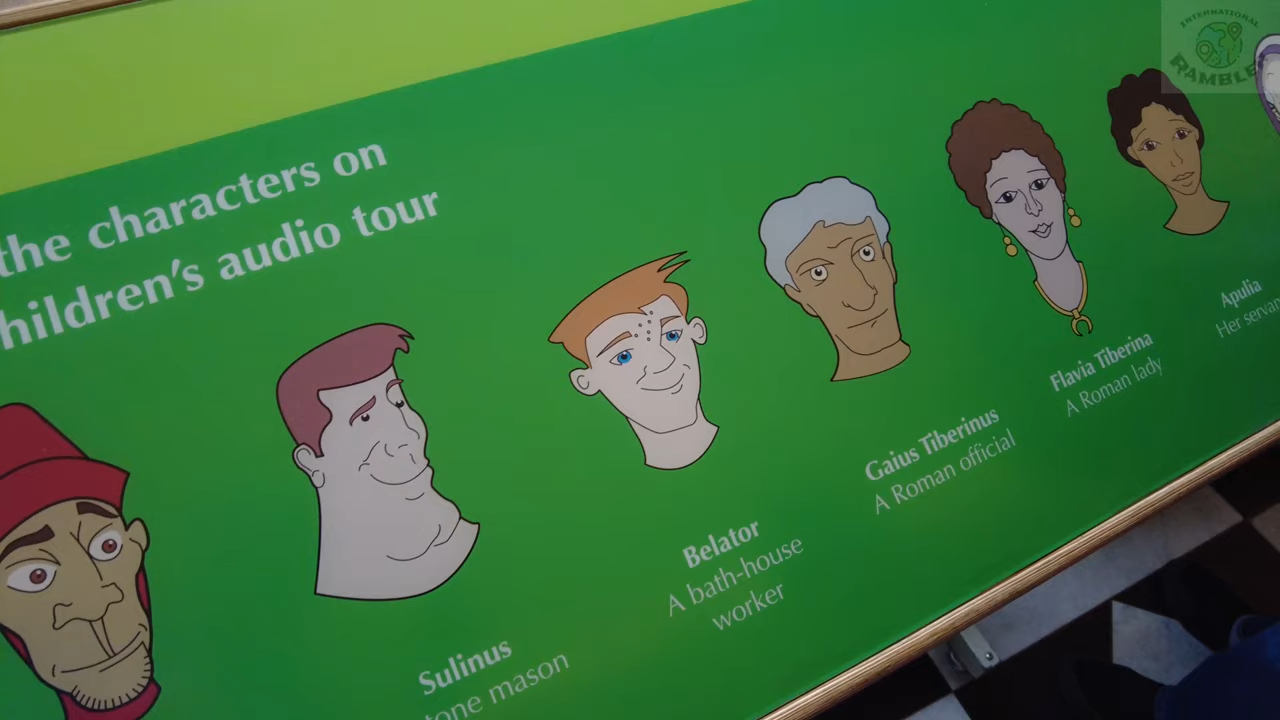 the characters on
hildren's audio tour
Sulinus
tone mason
Belator
A bath-house
worker
Gaius Tiberinus
A Roman official
Flavia Tiberina
A Roman lady
Apulia
Her servan
INTERNATIONAL
RAMBLE